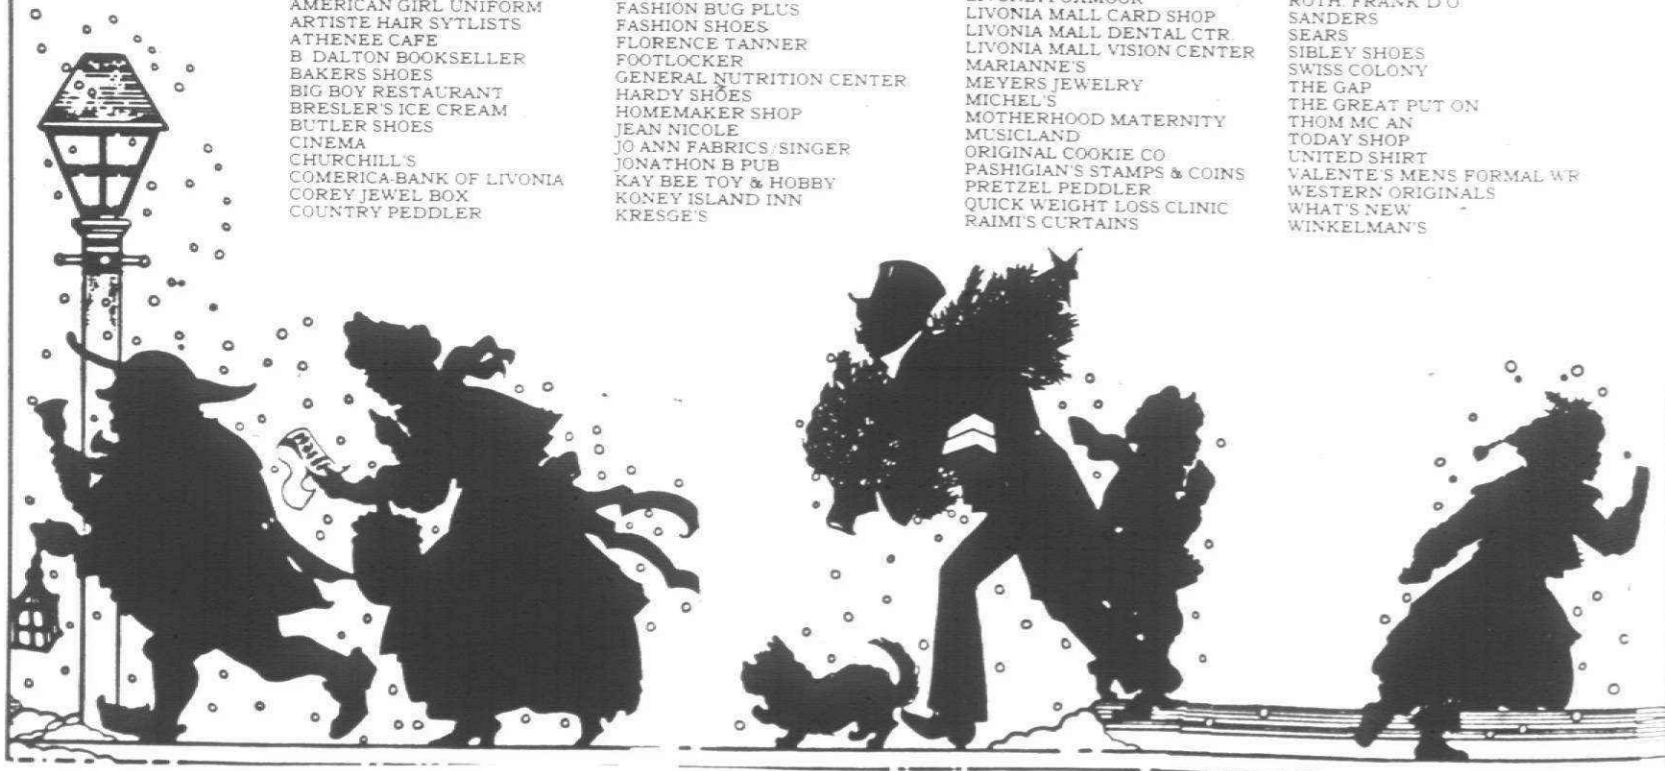 AMERICAN GIRL UNIFORM
ARTISTE HAIR SYTLISTS
ATHENEE CAFE
B DALTON BOOKSELLER
BAKERS SHOES
BIG BOY RESTAURANT
BRESLER'S ICE CREAM
BUTLER SHOES
CINEMA
CHURCHILL'S
COMERICA-BANK OF LIVONIA
COREY JEWEL BOX
COUNTRY PEDDLER
FASHION BUG PLUS
FASHION SHOES
FLORENCE TANNER
FOOTLOCKER
GENERAL NUTRITION CENTER
HARDY SHOES
HOMEMAKER SHOP
JEAN NICOLE
JO ANN FABRICS/SINGER
JONATHON B PUB
KAY BEE TOY & HOBBY
KONEY ISLAND INN
KRESGE'S
LIVONIA MALL CARD SHOP
LIVONIA MALL DENTAL CTR.
LIVONIA MALL VISION CENTER
MARIANNE'S
MEYERS JEWELRY
MICHEL'S
MOTHERHOOD MATERNITY
MUSICLAND
ORIGINAL COOKIE CO
PASHIGIAN'S STAMPS & COINS
PRETZEL PEDDLER
QUICK WEIGHT LOSS CLINIC
RAIMI'S CURTAINS
ROTH, FRANK D O
SANDERS
SEARS
SIBLEY SHOES
SWISS COLONY
THE GAP
THE GREAT PUT ON
THOM MC AN
TODAY SHOP
UNITED SHIRT
VALENTE'S MENS FORMAL WR
WESTERN ORIGINALS
WHAT'S NEW
WINKELMAN'S